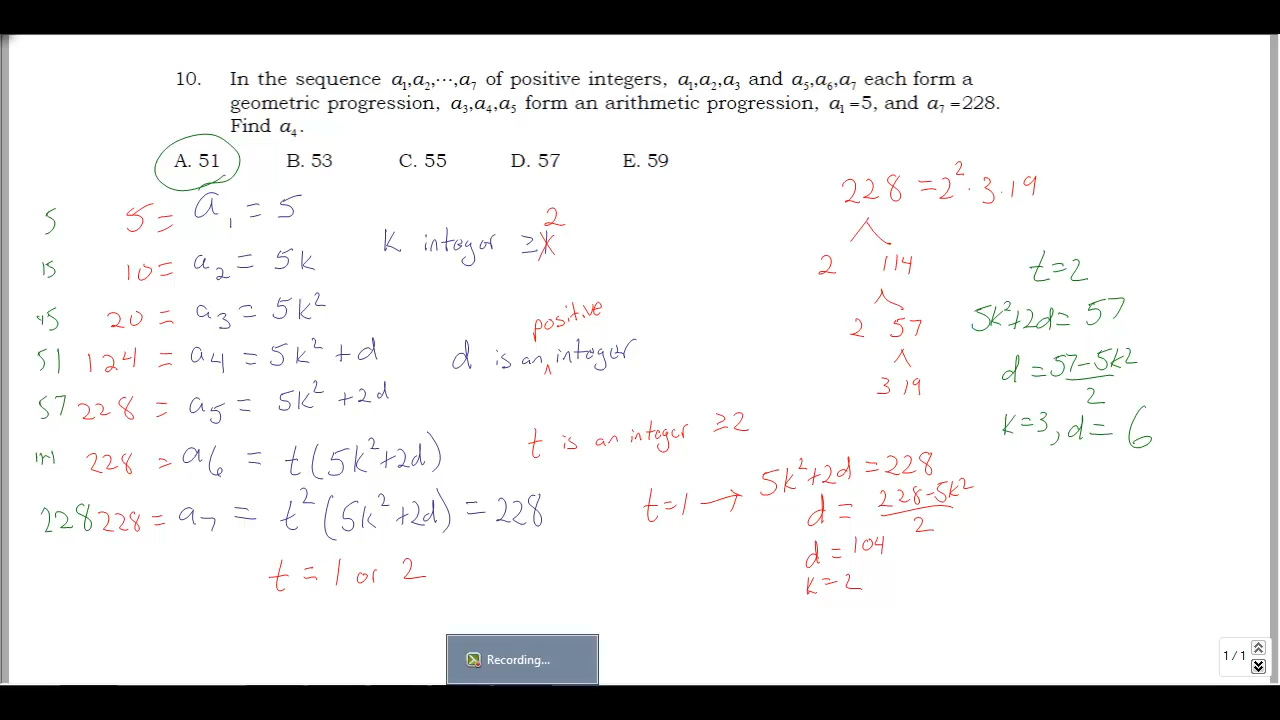 10. In the sequence a₁,a₂,⋯,a₇ of positive integers, a₁,a₂,a₃ and a₅,a₆,a₇ each form a
geometric progression, a₃,a₄,a₅ form an arithmetic progression, a₁ =5, and a₇ =228.
Find a₄.
A. 51 B. 53 C. 55 D. 57 E. 59
5 5 = a₁ = 5
15 10 = a₂ = 5k
45 20 = a₃ = 5k²
51 124 = a₄ = 5k² + d
57 228 = a₅ = 5k² + 2d
171 228 = a₆ = t(5k²+2d)
228 228 = a₇ = t²(5k²+2d) = 228
t = 1 or 2
k integer ≥ 2
positive
d is an ^ integer
t is an integer ≥2
t=1 → 5k²+2d = 228
d = 228-5k²
2
d = 104
k = 2
228 = 2²·3·19
2 114
2 57
3 19
t=2
5k²+2d = 57
d = 57-5k²
2
k=3, d= 6
Recording...
1/1